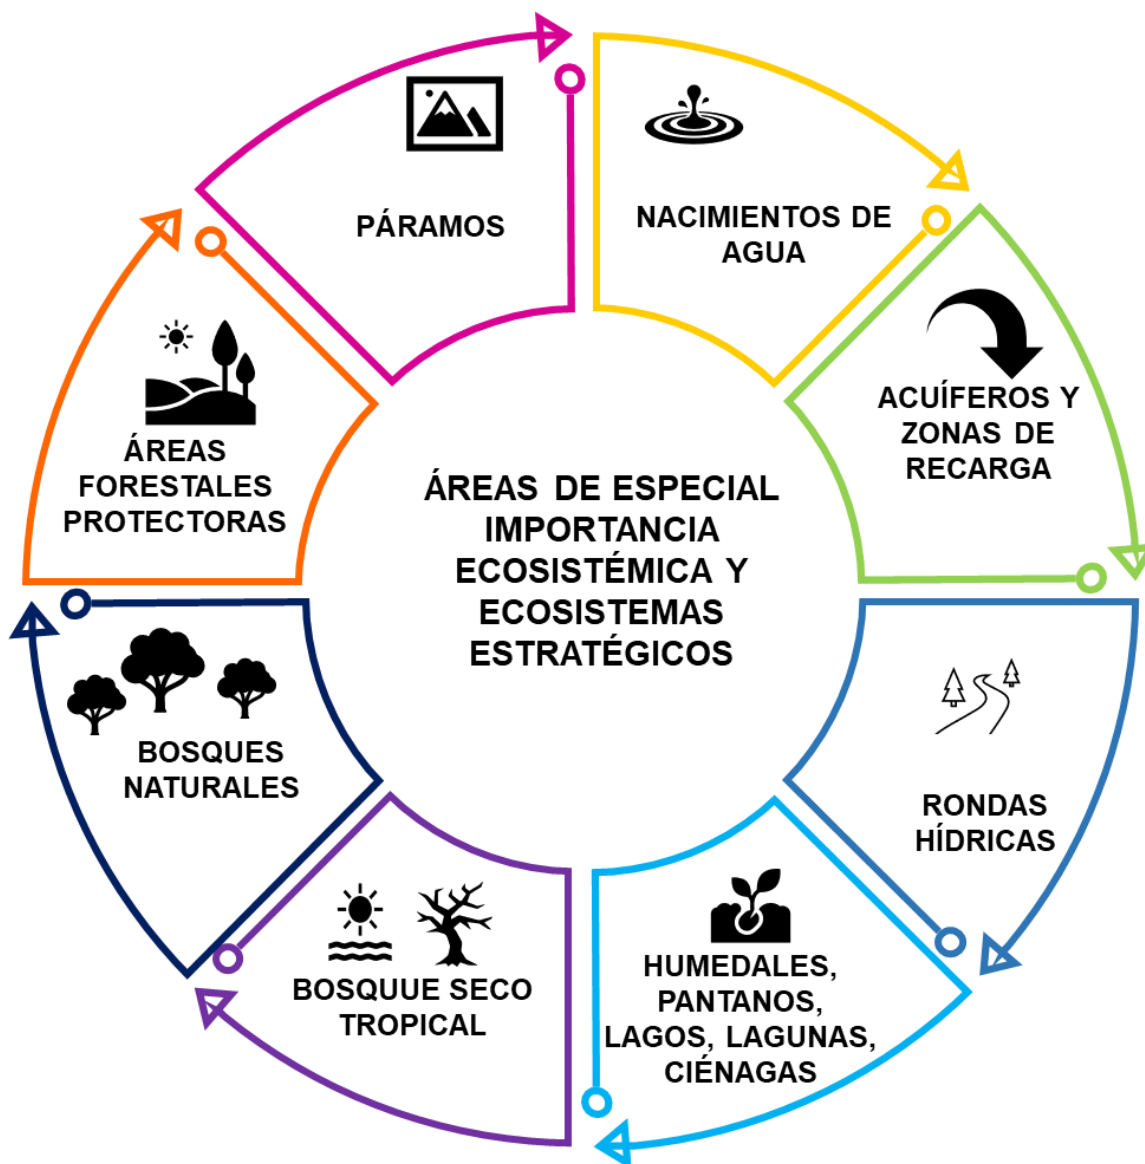 PÁRAMOS
NACIMIENTOS DE
AGUA
ACUÍFEROS Y
ZONAS DE
RECARGA
RONDAS
HÍDRICAS
HUMEDALES,
PANTANOS,
LAGOS, LAGUNAS,
CIÉNAGAS
BOSQUUE SECO
TROPICAL
BOSQUES
NATURALES
ÁREAS
FORESTALES
PROTECTORAS
ÁREAS DE ESPECIAL
IMPORTANCIA
ECOSISTÉMICA Y
ECOSISTEMAS
ESTRATÉGICOS